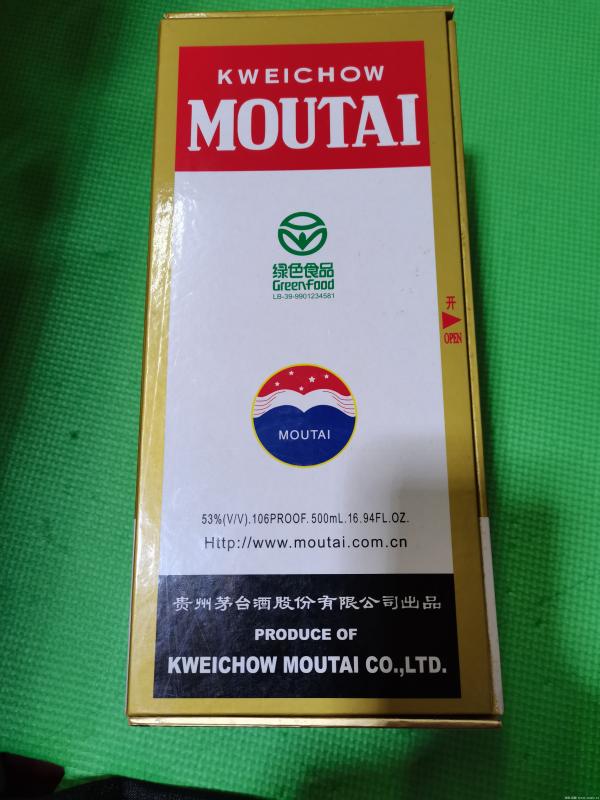 KWEICHOW
MOUTAI
绿色食品
GreenFood
LB-39-9901234581
开
OPEN
MOUTAI
53%(V/V).106PROOF.500mL.16.94FL.OZ.
Http://www.moutai.com.cn
贵州茅台酒股份有限公司出品
PRODUCE OF
KWEICHOW MOUTAI CO.,LTD.